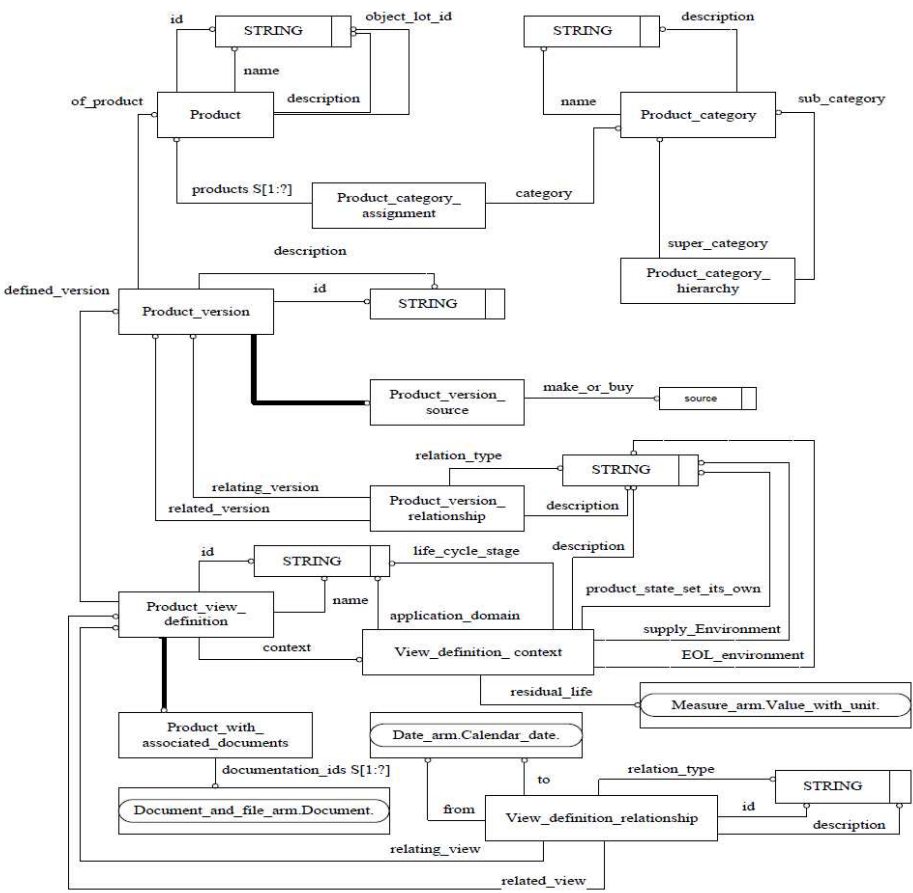 id
STRING
object_lot_id
STRING
description
name
description
name
of_product
Product
Product_category
sub_category
products S[1:?]
Product_category_
assignment
category
description
super_category
Product_category_
hierarchy
defined_version
Product_version
id
STRING
Product_version_
source
make_or_buy
source
relation_type
STRING
relating_version
related_version
Product_version_
relationship
description
id
STRING
life_cycle_stage
description
Product_view_
definition
name
application_domain
product_state_set_its_own
supply_Environment
context
View_definition_ context
EOL_environment
residual_life
Measure_arm.Value_with_unit.
Product_with_
associated_documents
Date_arm.Calendar_date.
documentation_ids S[1:?]
to
relation_type
STRING
Document_and_file_arm.Document.
from
View_definition_relationship
id
description
relating_view
related_view